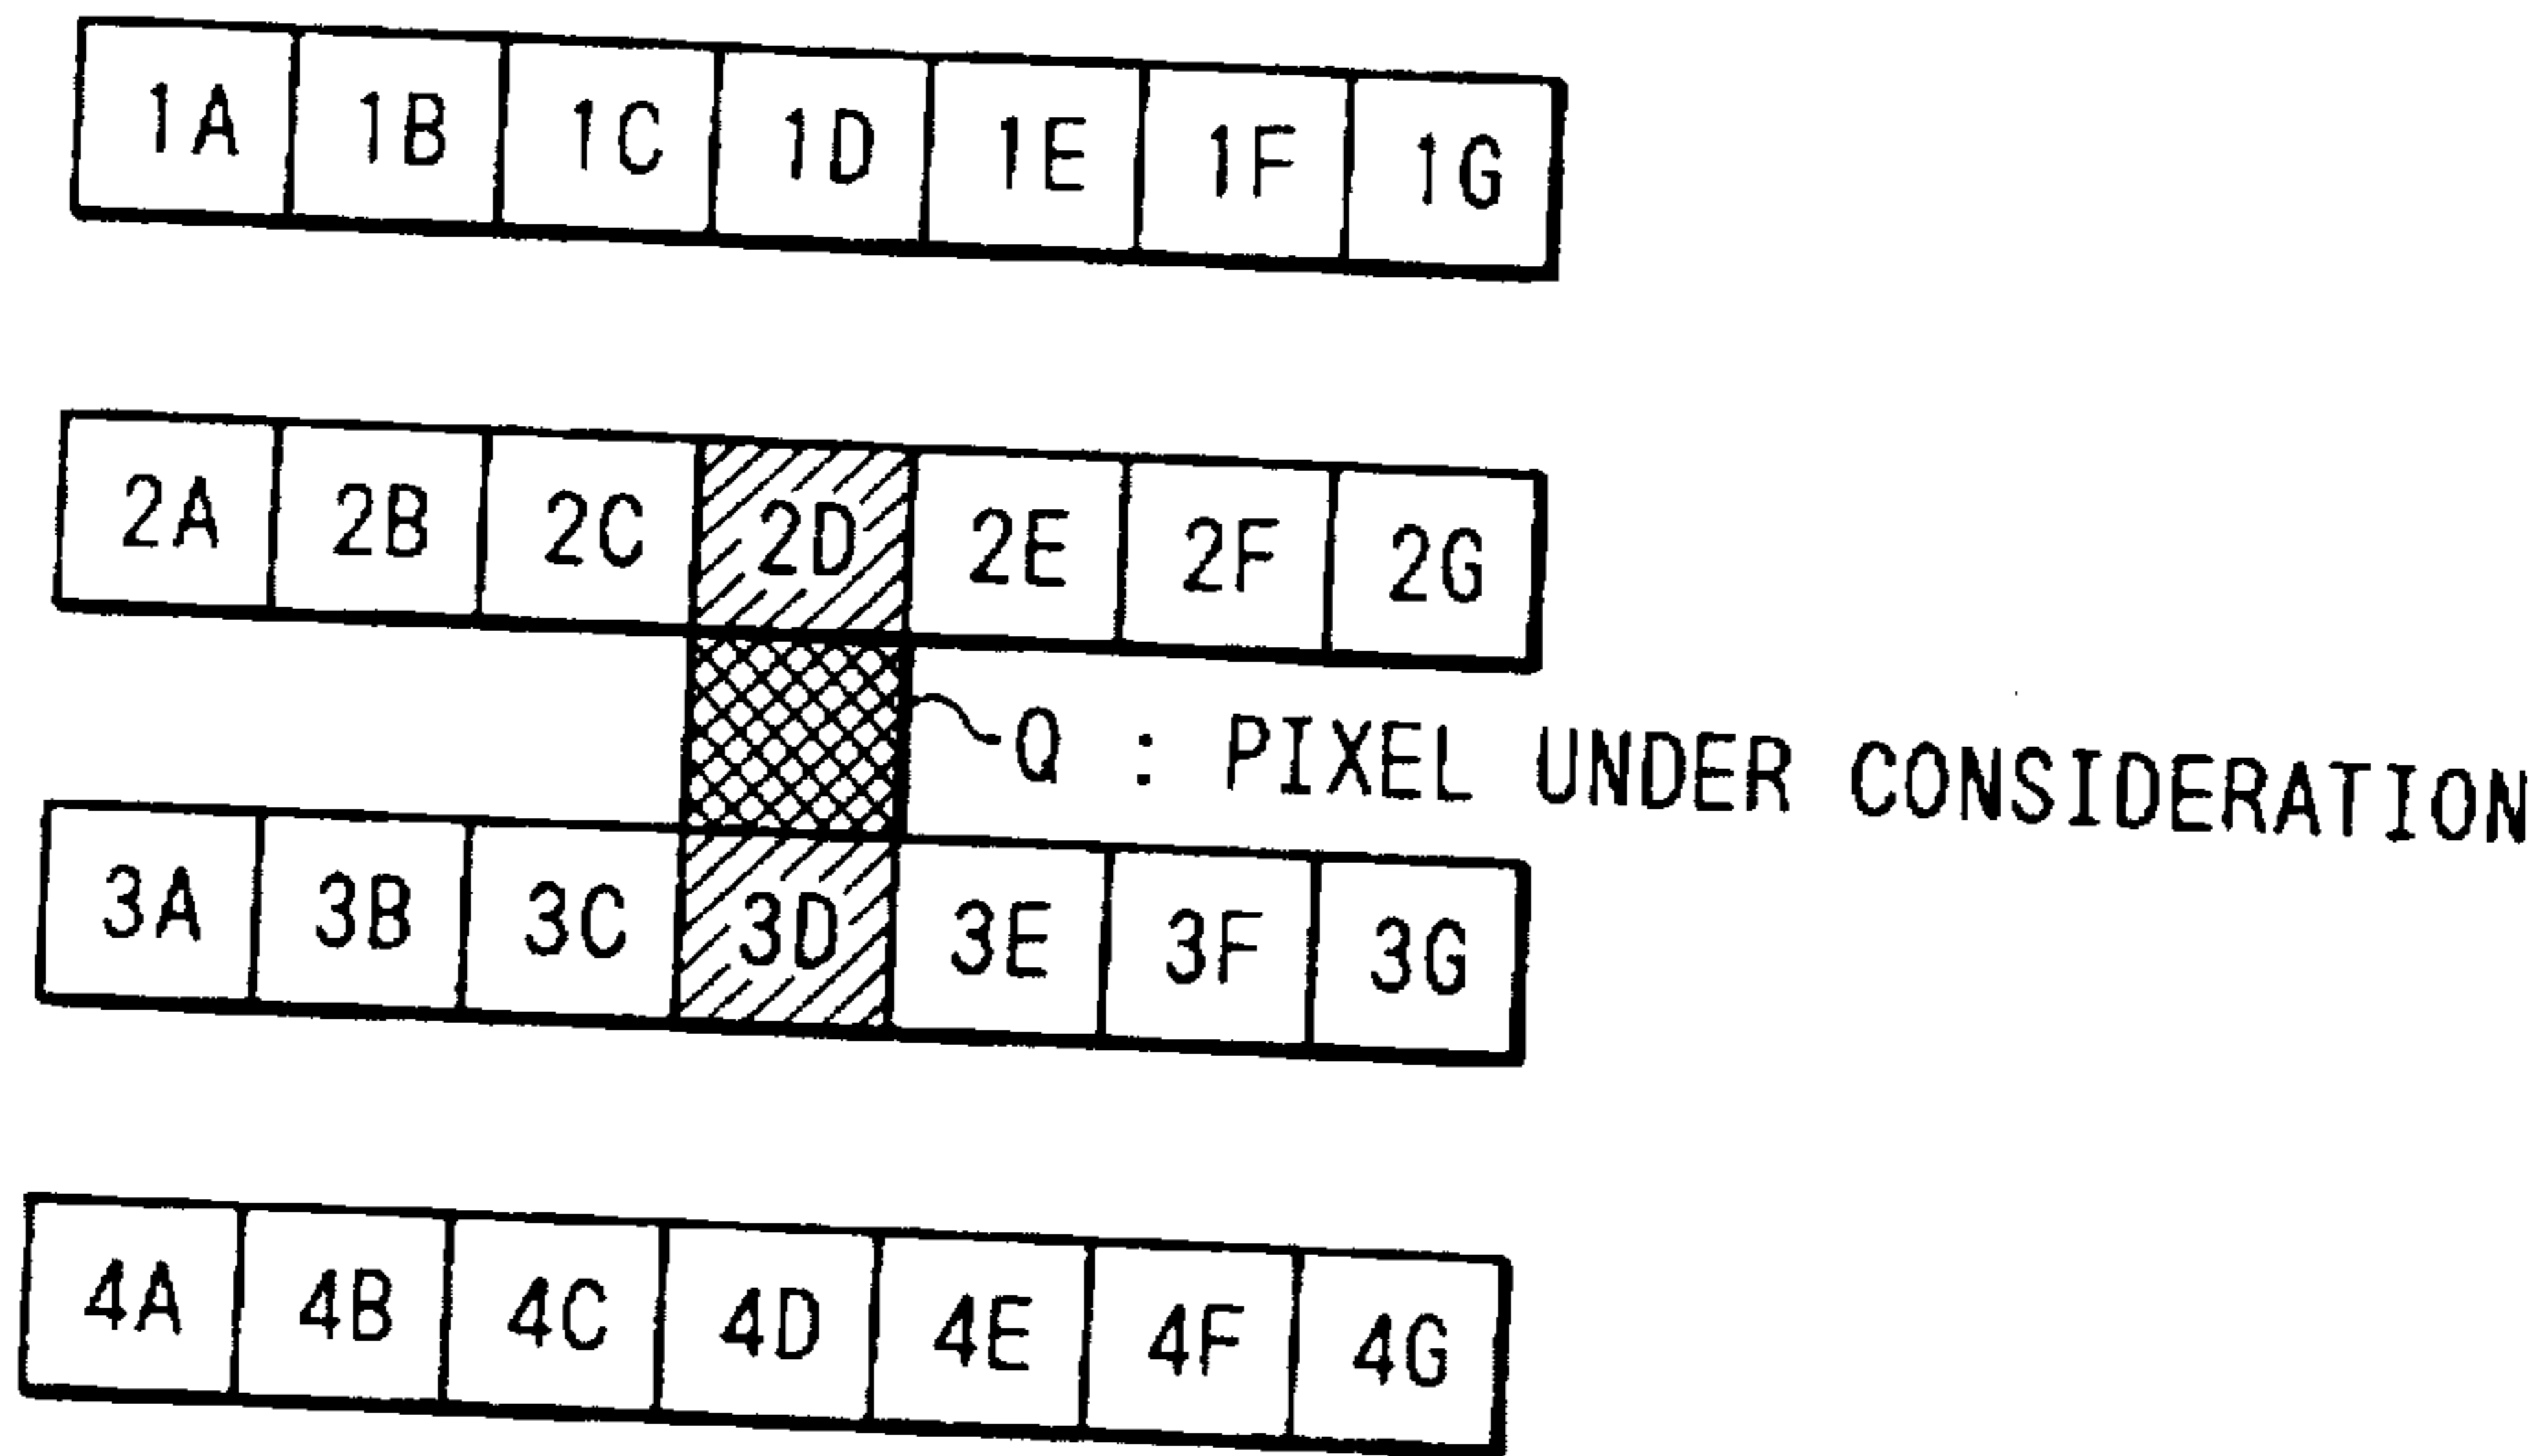 1A 1B 1C 1D 1E 1F 1G
2A 2B 2C 2D 2E 2F 2G
Q : PIXEL UNDER CONSIDERATION
3A 3B 3C 3D 3E 3F 3G
4A 4B 4C 4D 4E 4F 4G